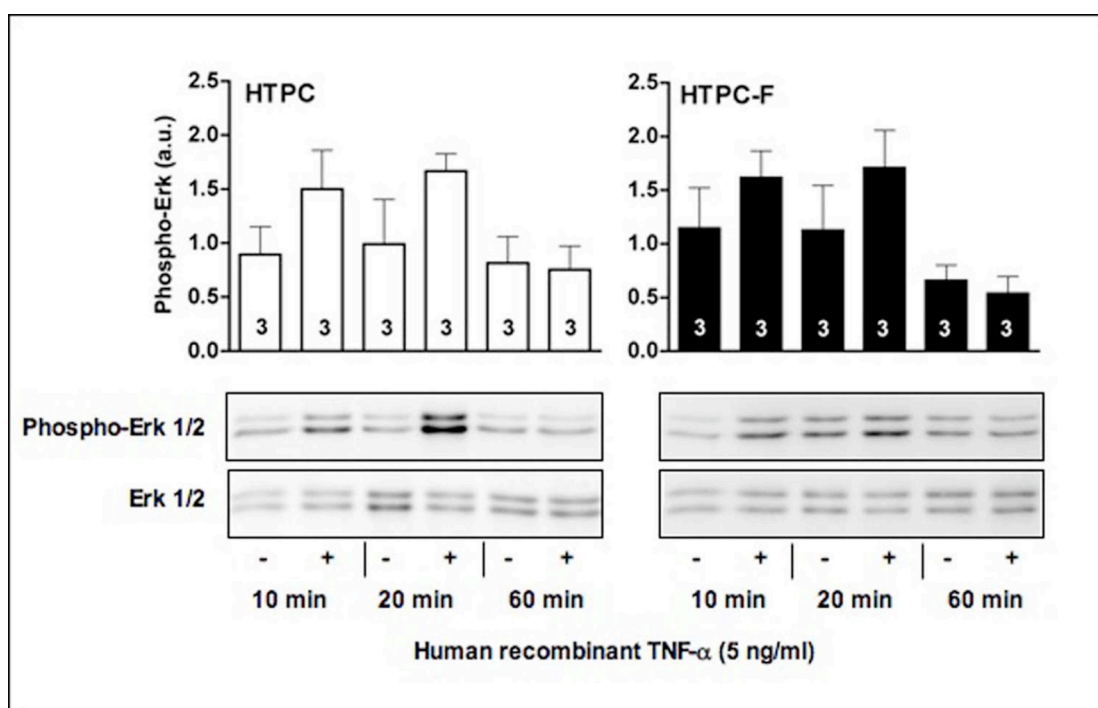 HTPC
HTPC-F
Phospho-Erk (a.u.)
2.5
2.0
1.5
1.0
0.5
0.0
3 3 3 3 3 3
2.5
2.0
1.5
1.0
0.5
0.0
3 3 3 3 3 3
Phospho-Erk 1/2
Erk 1/2
- + - + - +
- + - + - +
10 min 20 min 60 min
10 min 20 min 60 min
Human recombinant TNF-α (5 ng/ml)